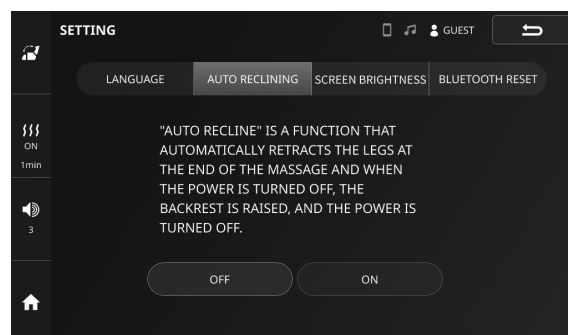 SETTING
GUEST
LANGUAGE
AUTO RECLINING
SCREEN BRIGHTNESS
BLUETOOTH RESET
ON
1min
3
"AUTO RECLINE" IS A FUNCTION THAT
AUTOMATICALLY RETRACTS THE LEGS AT
THE END OF THE MASSAGE AND WHEN
THE POWER IS TURNED OFF, THE
BACKREST IS RAISED, AND THE POWER IS
TURNED OFF.
OFF
ON